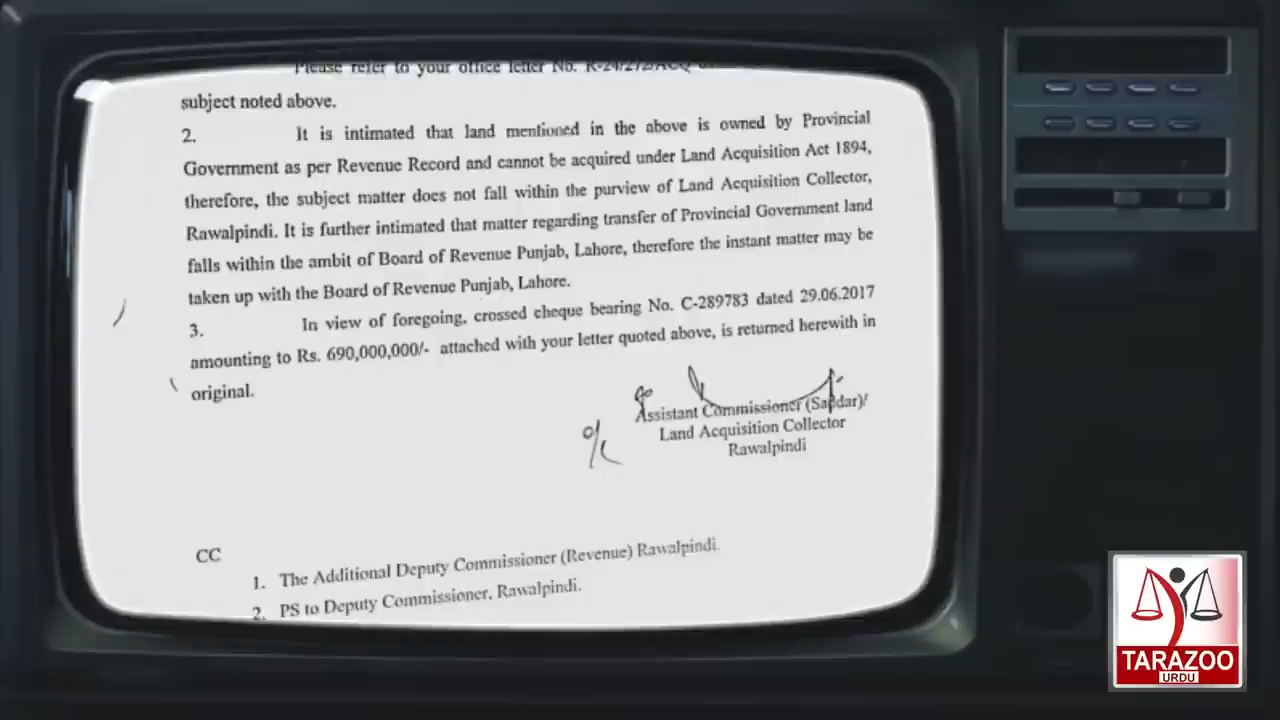 Please refer to your office letter No.
subject noted above.
2. It is intimated that land mentioned in the above is owned by Provincial
Government as per Revenue Record and cannot be acquired under Land Acquisition Act 1894,
therefore, the subject matter does not fall within the purview of Land Acquisition Collector,
Rawalpindi. It is further intimated that matter regarding transfer of Provincial Government land
falls within the ambit of Board of Revenue Punjab, Lahore, therefore the instant matter may be
taken up with the Board of Revenue Punjab, Lahore.
3. In view of foregoing, crossed cheque bearing No. C-289783 dated 29.06.2017
amounting to Rs. 690,000,000/- attached with your letter quoted above, is returned herewith in
original.
Assistant Commissioner (Saddar)/
Land Acquisition Collector
Rawalpindi
CC
1. The Additional Deputy Commissioner (Revenue) Rawalpindi.
2. PS to Deputy Commissioner, Rawalpindi.
TARAZOO
URDU